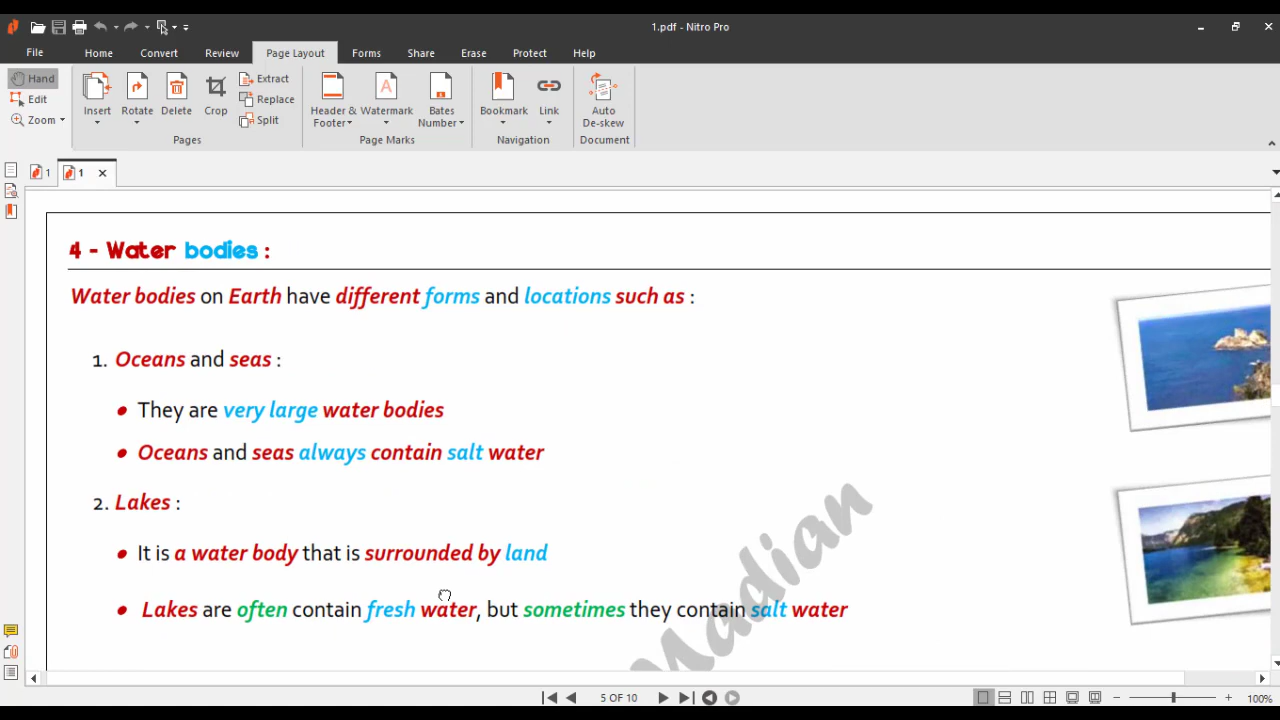 1.pdf - Nitro Pro
File Home Convert Review Page Layout Forms Share Erase Protect Help
Hand
Edit
Zoom
Insert Rotate Delete Crop
Extract
Replace
Split
Header & Footer Watermark Bates Number
Bookmark Link
Auto De-skew
Pages Page Marks Navigation Document
1 1
4 - Water bodies :
Water bodies on Earth have different forms and locations such as :
1. Oceans and seas :
• They are very large water bodies
• Oceans and seas always contain salt water
2. Lakes :
• It is a water body that is surrounded by land
• Lakes are often contain fresh water, but sometimes they contain salt water
Madian
5 OF 10
100%